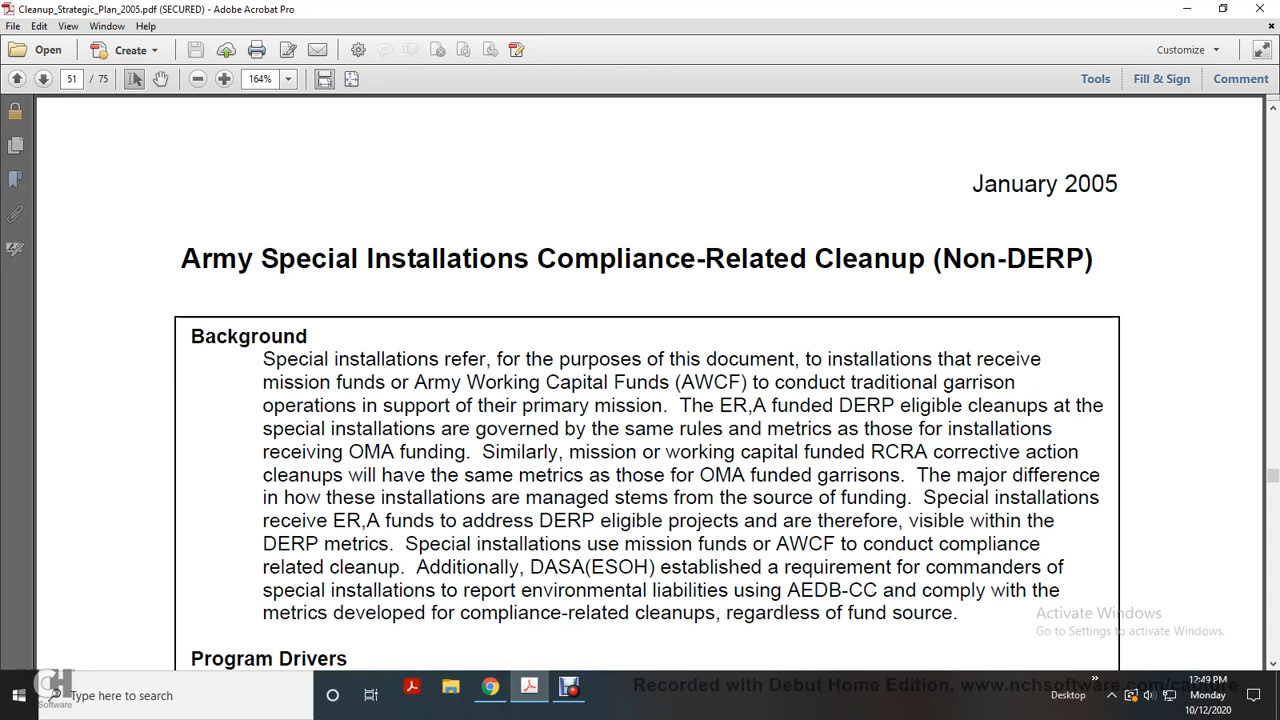 Cleanup_Strategic_Plan_2005.pdf (SECURED) - Adobe Acrobat Pro
File Edit View Window Help
Open Create Customize
51 / 75 164% Tools Fill & Sign Comment
January 2005
Army Special Installations Compliance-Related Cleanup (Non-DERP)
Background
Special installations refer, for the purposes of this document, to installations that receive
mission funds or Army Working Capital Funds (AWCF) to conduct traditional garrison
operations in support of their primary mission. The ER,A funded DERP eligible cleanups at the
special installations are governed by the same rules and metrics as those for installations
receiving OMA funding. Similarly, mission or working capital funded RCRA corrective action
cleanups will have the same metrics as those for OMA funded garrisons. The major difference
in how these installations are managed stems from the source of funding. Special installations
receive ER,A funds to address DERP eligible projects and are therefore, visible within the
DERP metrics. Special installations use mission funds or AWCF to conduct compliance
related cleanup. Additionally, DASA(ESOH) established a requirement for commanders of
special installations to report environmental liabilities using AEDB-CC and comply with the
metrics developed for compliance-related cleanups, regardless of fund source.
Activate Windows
Go to Settings to activate Windows.
Program Drivers
Recorded with Debut Home Edition. www.nchsoftware.com/capture
NCH Software
Type here to search
Desktop
12:49 PM
Monday
10/12/2020